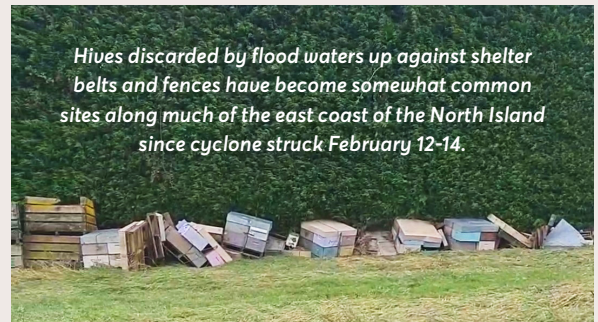 Hives discarded by flood waters up against shelter
belts and fences have become somewhat common
sites along much of the east coast of the North Island
since cyclone struck February 12-14.